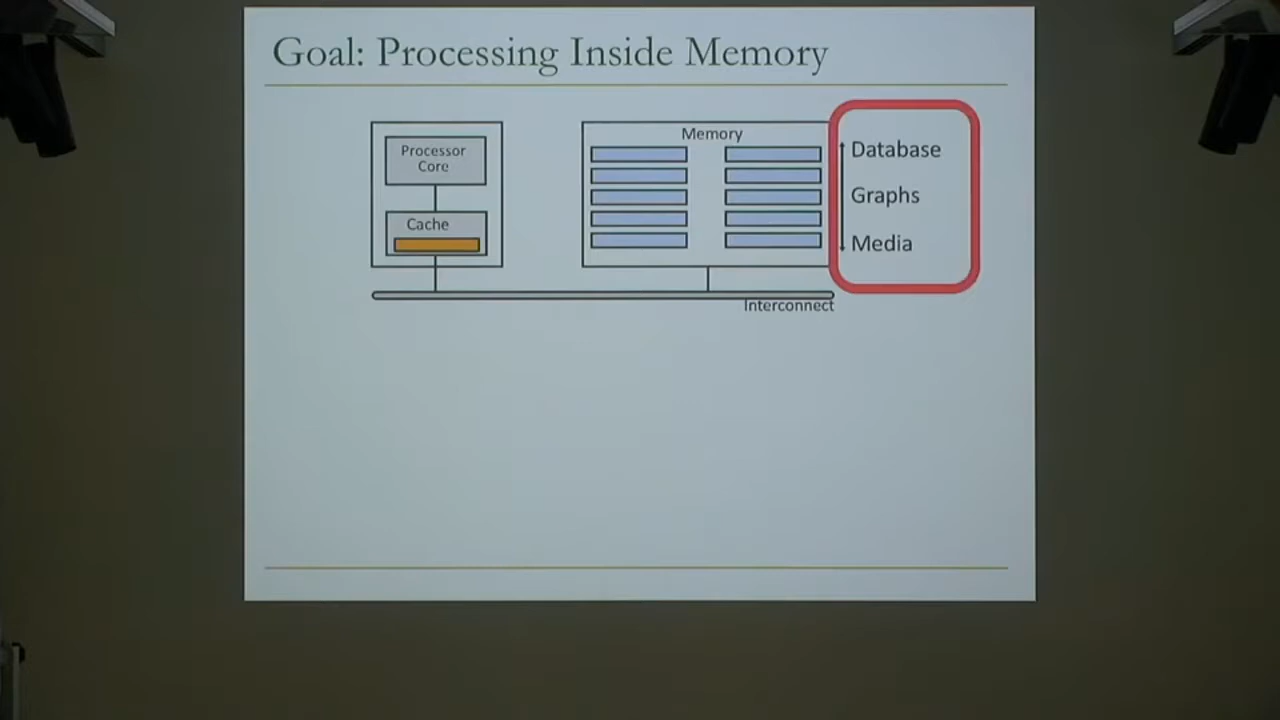 Goal: Processing Inside Memory
Processor
Core
Cache
Memory
Database
Graphs
Media
Interconnect